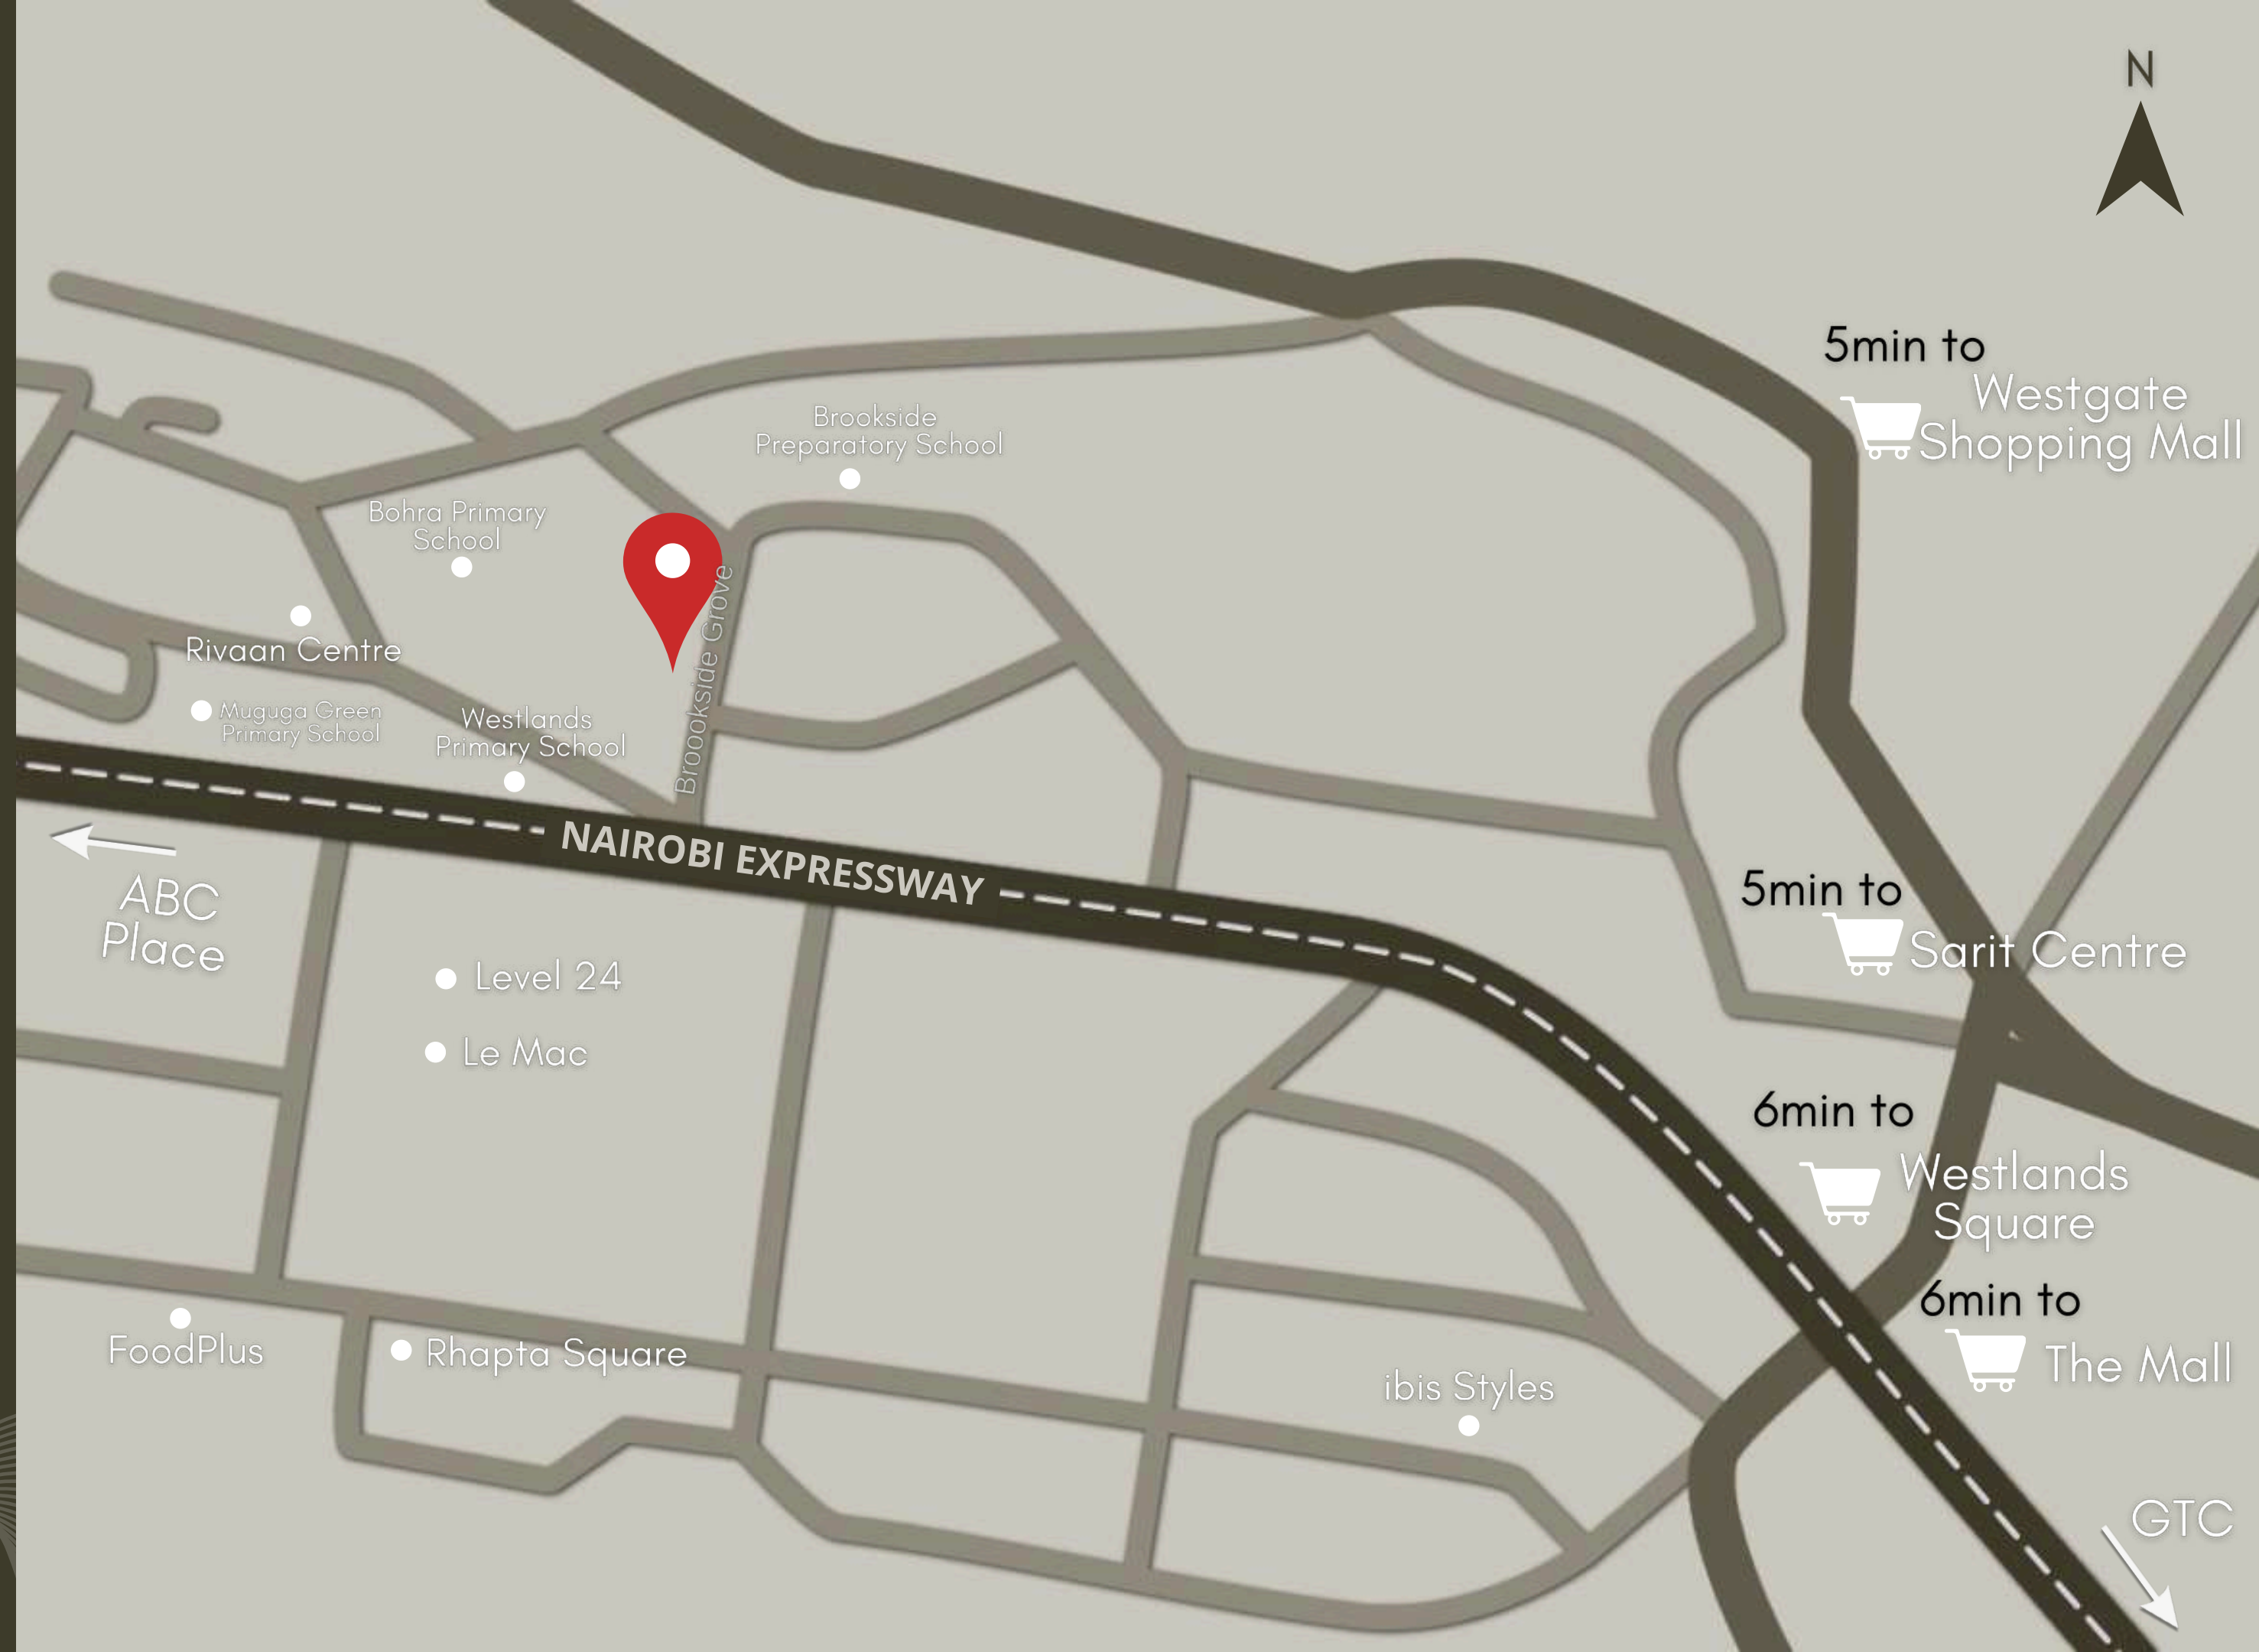 N
5min to
Westgate
Shopping Mall
Brookside
Preparatory School
Bohra Primary
School
Broookside Grove
Rivaan Centre
Muguga Green
Primary School
Westlands
Primary School
NAIROBI EXPRESSWAY
ABC
Place
5min to
Sarit Centre
Level 24
Le Mac
6min to
Westlands
Square
6min to
The Mall
FoodPlus
Rhapta Square
ibis Styles
GTC